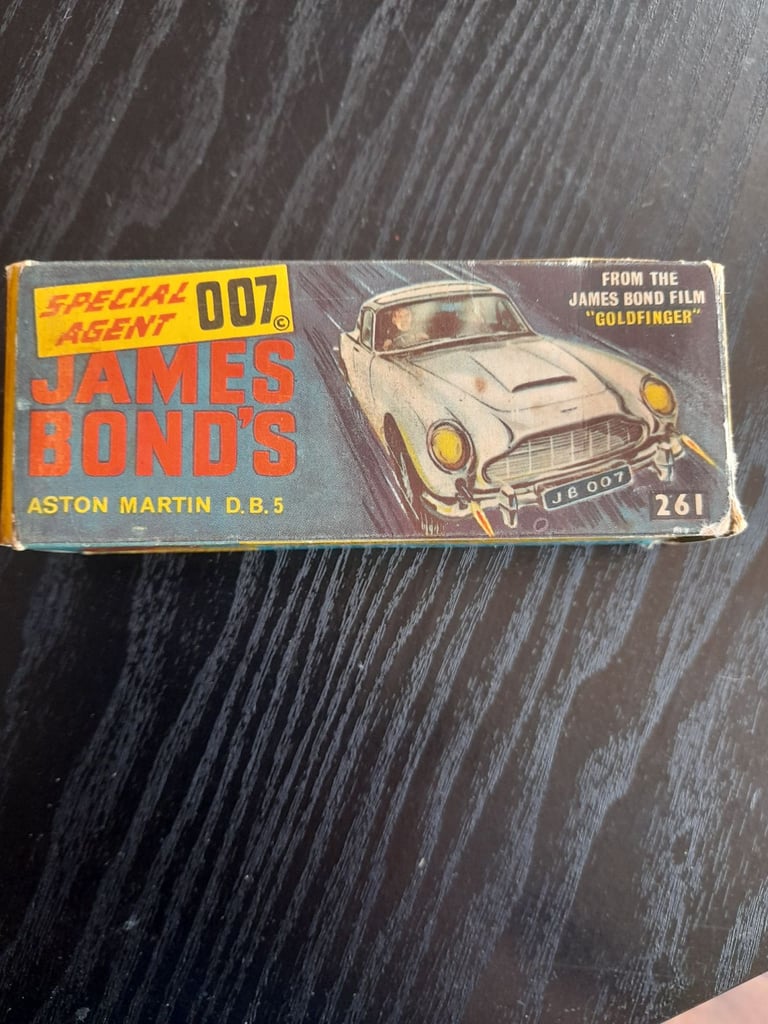 SPECIAL
AGENT 007 ©
JAMES
BOND'S
ASTON MARTIN D.B.5
FROM THE
JAMES BOND FILM
"GOLDFINGER"
JB 007
261